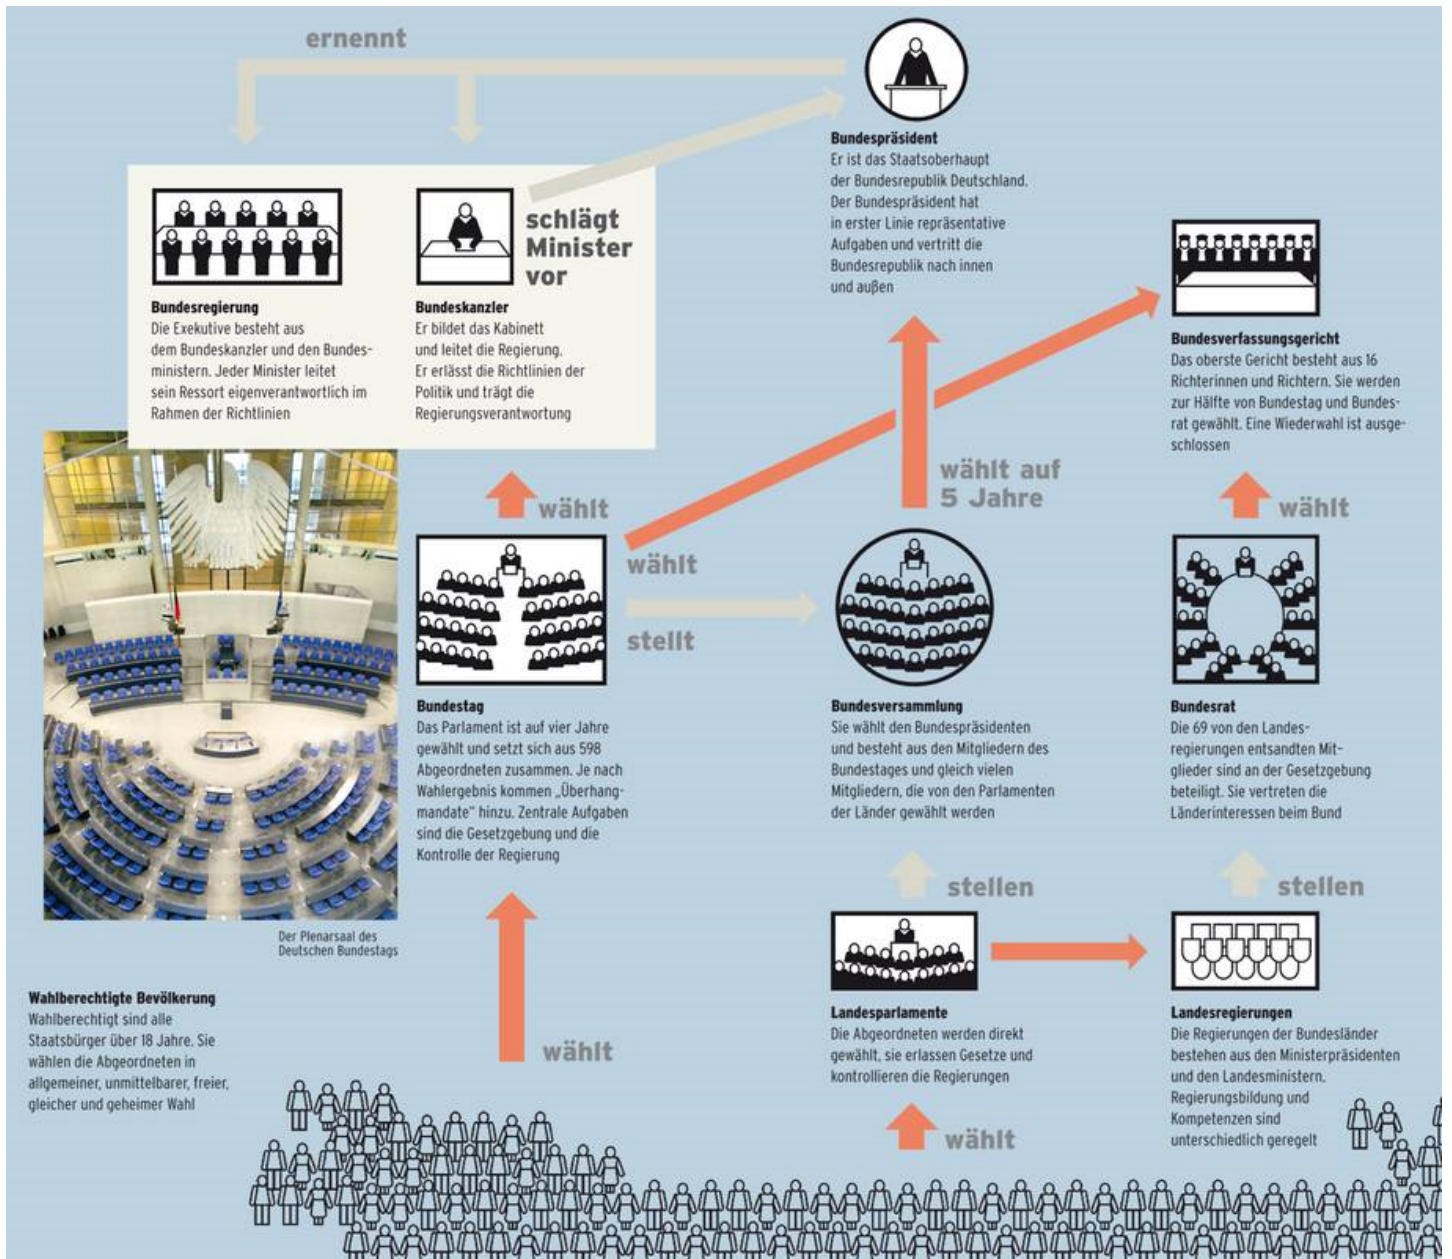 ernennt
Bundespräsident
Er ist das Staatsoberhaupt
der Bundesrepublik Deutschland.
Der Bundespräsident hat
in erster Linie repräsentative
Aufgaben und vertritt die
Bundesrepublik nach innen
und außen
schlägt
Minister
vor
Bundesregierung
Die Exekutive besteht aus
dem Bundeskanzler und den Bundes-
ministern. Jeder Minister leitet
sein Ressort eigenverantwortlich im
Rahmen der Richtlinien
Bundeskanzler
Er bildet das Kabinett
und leitet die Regierung.
Er erlässt die Richtlinien der
Politik und trägt die
Regierungsverantwortung
Bundesverfassungsgericht
Das oberste Gericht besteht aus 16
Richterinnen und Richtern. Sie werden
zur Hälfte von Bundestag und Bundes-
rat gewählt. Eine Wiederwahl ist ausge-
schlossen
wählt
wählt auf
5 Jahre
wählt
wählt
stellt
Bundestag
Das Parlament ist auf vier Jahre
gewählt und setzt sich aus 598
Abgeordneten zusammen. Je nach
Wahlergebnis kommen „Überhang-
mandate“ hinzu. Zentrale Aufgaben
sind die Gesetzgebung und die
Kontrolle der Regierung
Bundesversammlung
Sie wählt den Bundespräsidenten
und besteht aus den Mitgliedern des
Bundestages und gleich vielen
Mitgliedern, die von den Parlamenten
der Länder gewählt werden
Bundesrat
Die 69 von den Landes-
regierungen entsandten Mit-
glieder sind an der Gesetzgebung
beteiligt. Sie vertreten die
Länderinteressen beim Bund
stellen
stellen
Der Plenarsaal des
Deutschen Bundestags
Wahlberechtigte Bevölkerung
Wahlberechtigt sind alle
Staatsbürger über 18 Jahre. Sie
wählen die Abgeordneten in
allgemeiner, unmittelbarer, freier,
gleicher und geheimer Wahl
wählt
Landesparlamente
Die Abgeordneten werden direkt
gewählt, sie erlassen Gesetze und
kontrollieren die Regierungen
Landesregierungen
Die Regierungen der Bundesländer
bestehen aus den Ministerpräsidenten
und den Landesministern.
Regierungsbildung und
Kompetenzen sind
unterschiedlich geregelt
wählt